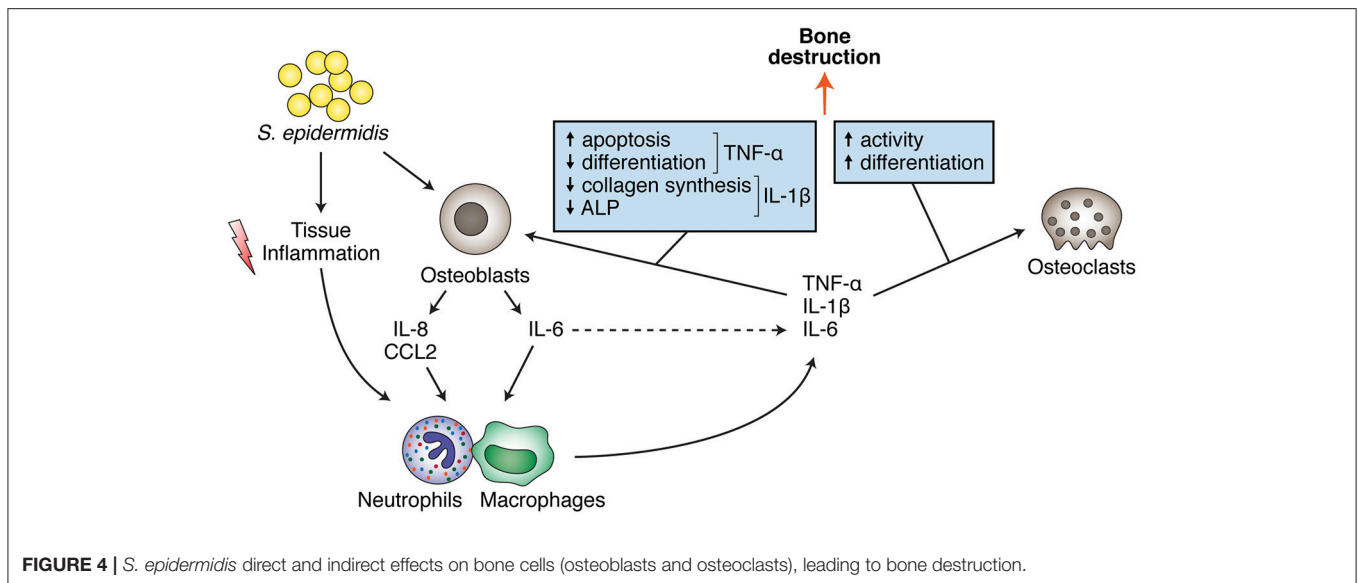 Bone
destruction
S. epidermidis
↑ apoptosis
↓ differentiation
TNF-α
↓ collagen synthesis
↓ ALP
IL-1β
↑ activity
↑ differentiation
Tissue
Inflammation
Osteoblasts
Osteoclasts
IL-8
CCL2
IL-6
TNF-α
IL-1β
IL-6
Neutrophils
Macrophages
FIGURE 4 | S. epidermidis direct and indirect effects on bone cells (osteoblasts and osteoclasts), leading to bone destruction.